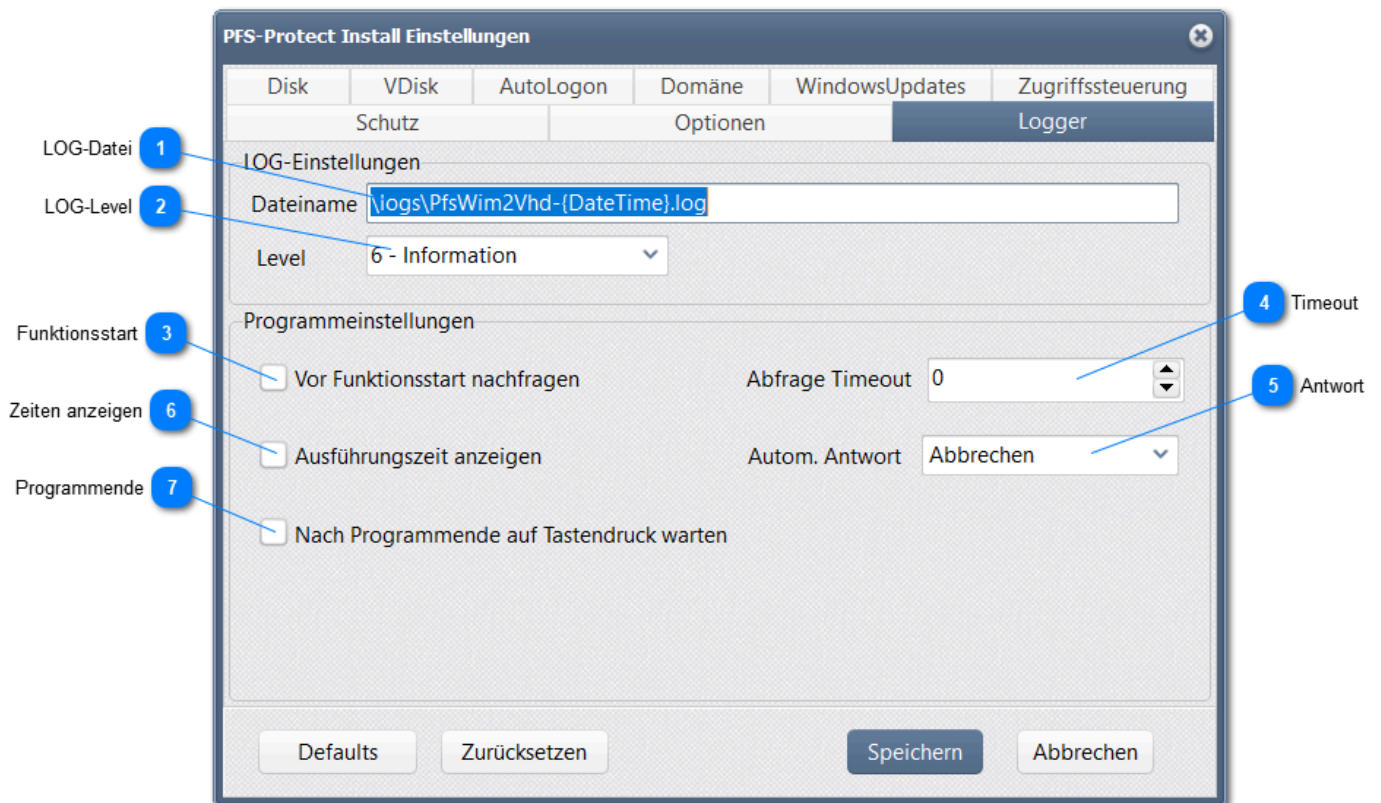 PFS-Protect Install Einstellungen
Disk VDisk AutoLogon Domäne WindowsUpdates Zugriffssteuerung
Schutz Optionen Logger
LOG-Datei 1
LOG-Einstellungen
Dateiname \logs\PfsWim2Vhd-{DateTime}.log
LOG-Level 2
Level 6 - Information
Programmeinstellungen
4 Timeout
Funktionsstart 3
Vor Funktionsstart nachfragen Abfrage Timeout 0
5 Antwort
Zeiten anzeigen 6
Ausführungszeit anzeigen Autom. Antwort Abbrechen
Programmende 7
Nach Programmende auf Tastendruck warten
Defaults Zurücksetzen Speichern Abbrechen